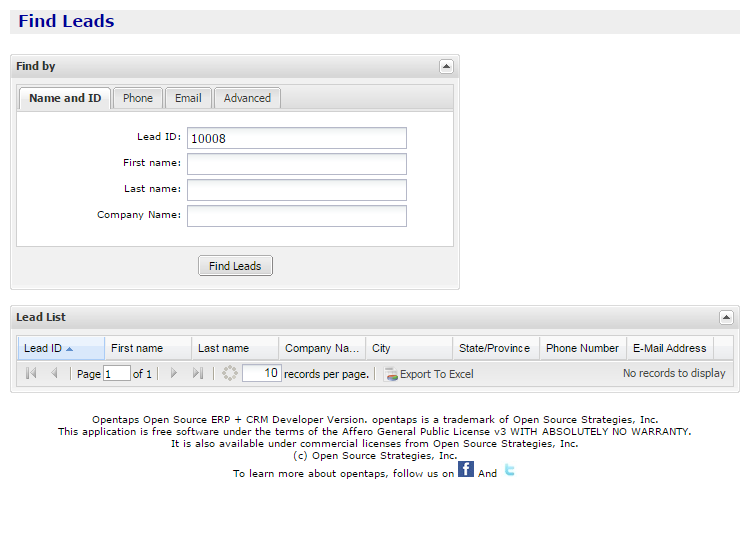 Find Leads
Find by
Name and ID Phone Email Advanced
Lead ID: 10008
First name:
Last name:
Company Name:
Find Leads
Lead List
Lead ID First name Last name Company Na... City State/Province Phone Number E-Mail Address
Page 1 of 1 10 records per page. Export To Excel No records to display
Opentaps Open Source ERP + CRM Developer Version. opentaps is a trademark of Open Source Strategies, Inc.
This application is free software under the terms of the Affero General Public License v3 WITH ABSOLUTELY NO WARRANTY.
It is also available under commercial licenses from Open Source Strategies, Inc.
(c) Open Source Strategies, Inc.
To learn more about opentaps, follow us on f And t